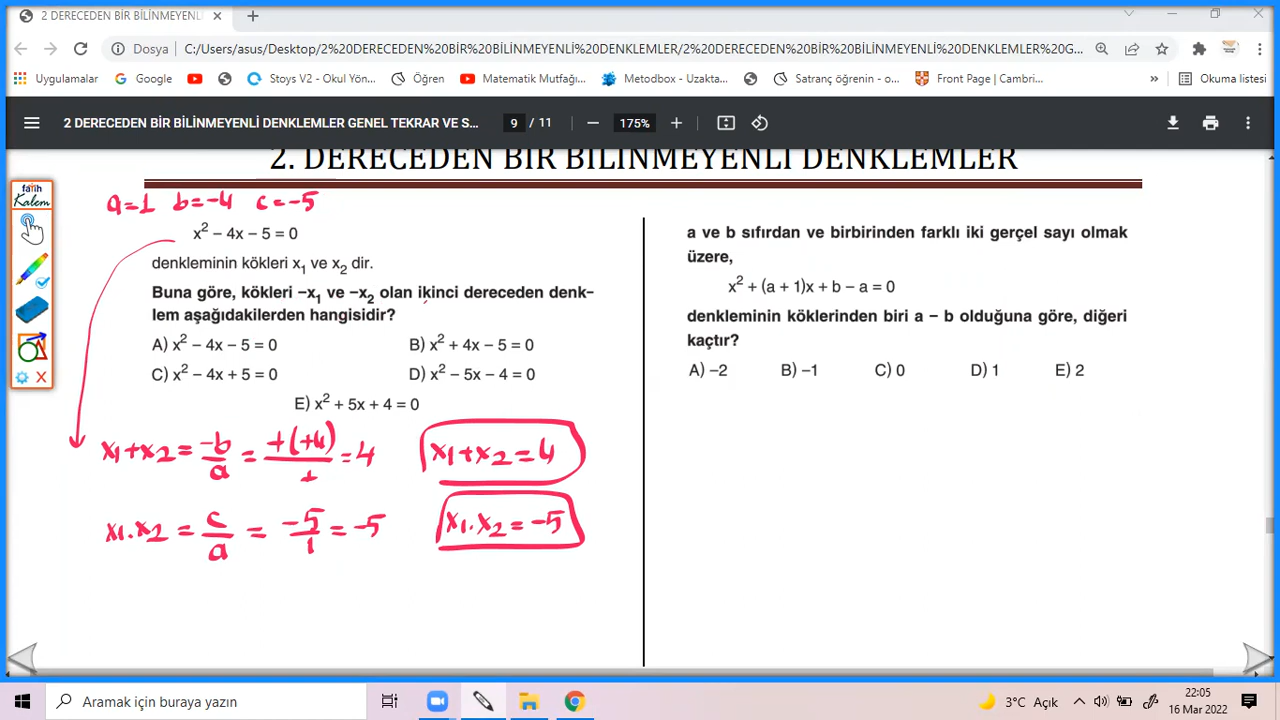 2 DERECEDEN BİR BİLİNMEYENLİ D
Dosya
C:/Users/asus/Desktop/2%20DERECEDEN%20BİR%20BİLİNMEYENLİ%20DENKLEMLER/2%20DERECEDEN%20BİR%20BİLİNMEYENLİ%20DENKLEMLER%20G...
Uygulamalar Google Stoys V2 - Okul Yön... Öğren Matematik Mutfağı... Metodbox - Uzakta... Satranç öğrenin - o... Front Page | Cambri... » Okuma listesi
2 DERECEDEN BİR BİLİNMEYENLİ DENKLEMLER GENEL TEKRAR VE S... 9 / 11 175%
2. DERECEDEN BİR BİLİNMEYENLİ DENKLEMLER
fatih
Kalem
a=1 b=-4 c=-5
x² − 4x − 5 = 0
denkleminin kökleri x₁ ve x₂ dir.
Buna göre, kökleri −x₁ ve −x₂ olan ikinci dereceden denk-
lem aşağıdakilerden hangisidir?
A) x² − 4x − 5 = 0 B) x² + 4x − 5 = 0
C) x² − 4x + 5 = 0 D) x² − 5x − 4 = 0
E) x² + 5x + 4 = 0
x₁+x₂ = -b/a = +(+4)/1 = 4 x₁+x₂ = 4
x₁.x₂ = c/a = -5/1 = -5 x₁.x₂ = -5
a ve b sıfırdan ve birbirinden farklı iki gerçel sayı olmak
üzere,
x² + (a + 1)x + b − a = 0
denkleminin köklerinden biri a − b olduğuna göre, diğeri
kaçtır?
A) −2 B) −1 C) 0 D) 1 E) 2
Aramak için buraya yazın
3°C Açık
22:05
16 Mar 2022